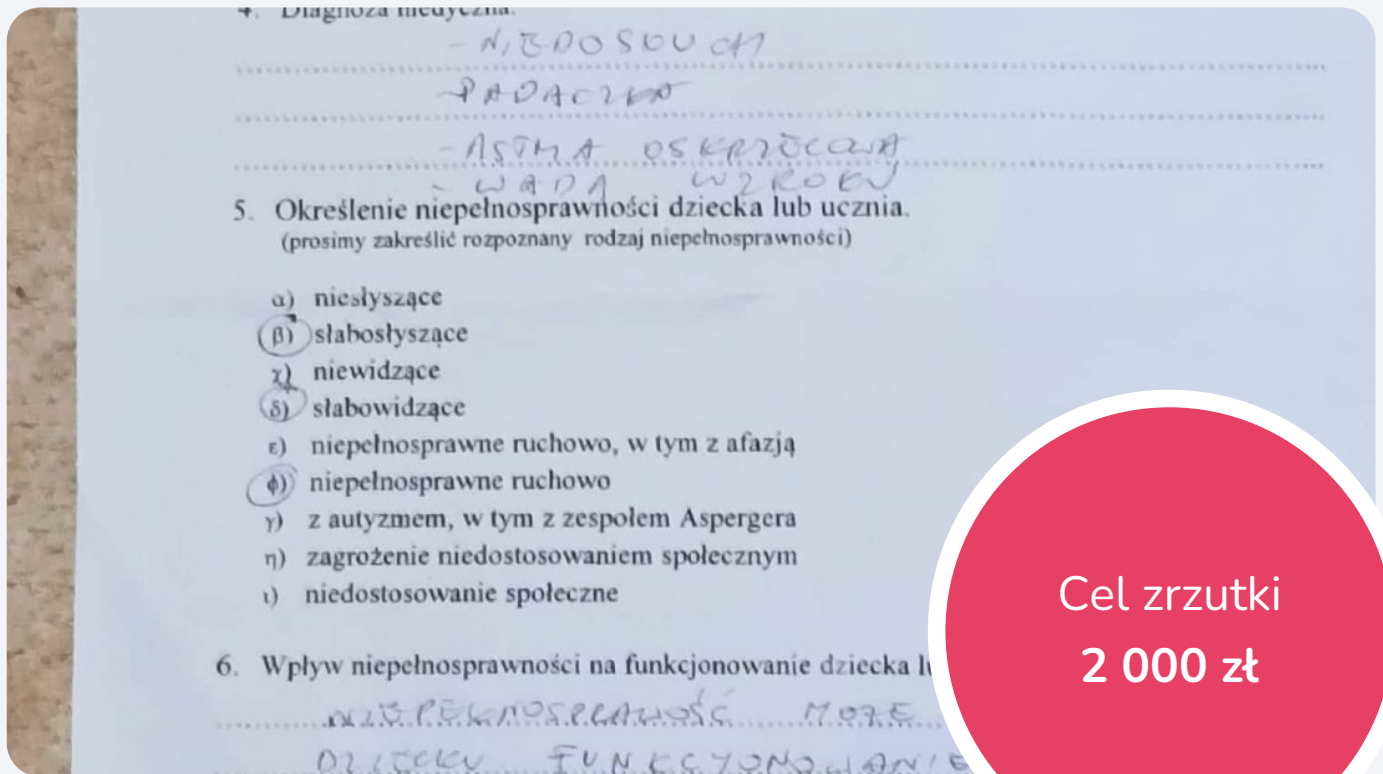 4. Diagnoza medyczna.
- NIEDOSŁUCH
- PADACZKA
- ASTMA OSKRZELOWA
- WADA WZROKU
5. Określenie niepełnosprawności dziecka lub ucznia.
(prosimy zakreślić rozpoznany rodzaj niepełnosprawności)
α) niesłyszące
β) słabosłyszące
χ) niewidzące
δ) słabowidzące
ε) niepełnosprawne ruchowo, w tym z afazją
ϕ) niepełnosprawne ruchowo
γ) z autyzmem, w tym z zespołem Aspergera
η) zagrożenie niedostosowaniem społecznym
ι) niedostosowanie społeczne
6. Wpływ niepełnosprawności na funkcjonowanie dziecka lu
NIEPEŁNOSPRAWNOŚĆ MOŻE
DZIECKU FUNKCJONOWANIE
Cel zrzutki
2 000 zł